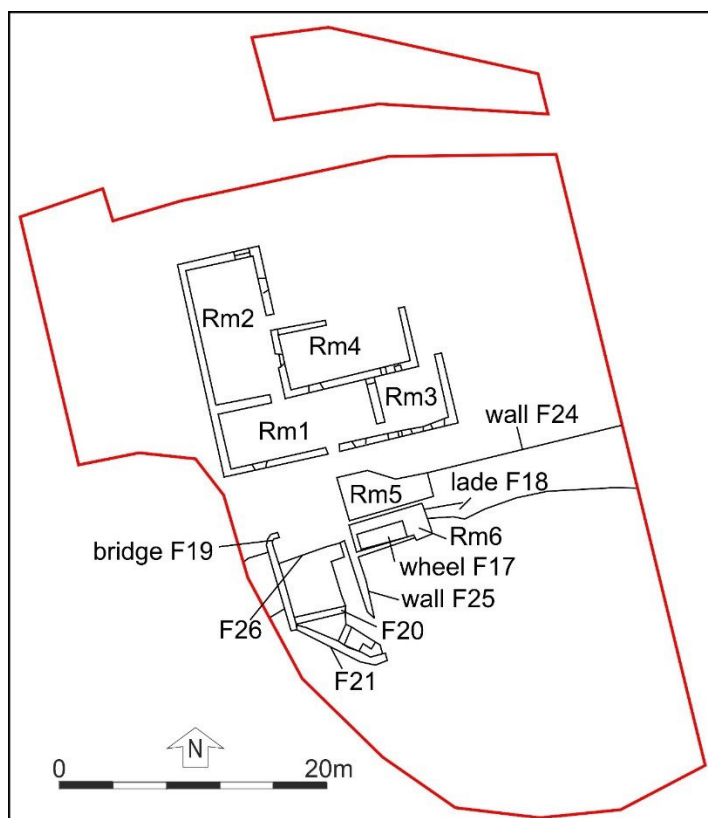 Rm2
Rm4
Rm3
Rm1
wall F24
Rm5
lade F18
Rm6
bridge F19
wheel F17
wall F25
F26
F20
F21
N
0 20m